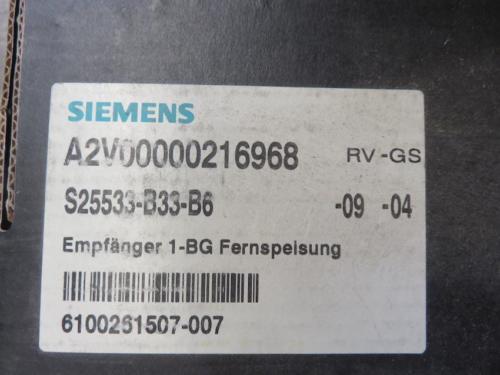 SIEMENS
A2V00000216968 RV -GS
S25533-B33-B6 -09 -04
Empfänger 1-BG Fernspeisung
6100261507-007